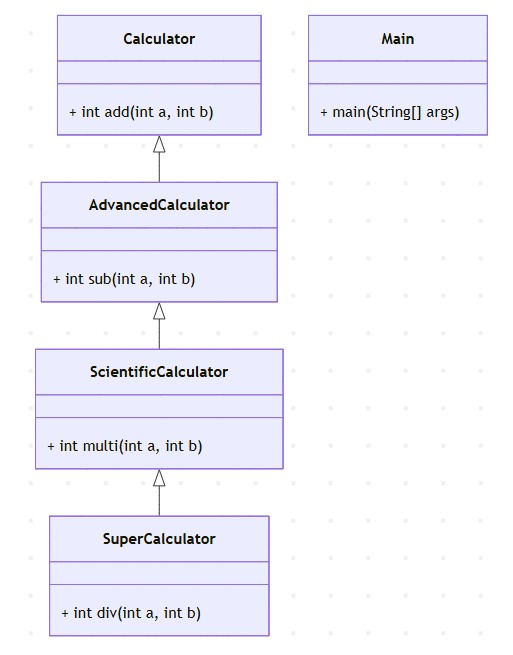 Calculator
+ int add(int a, int b)
Main
+ main(String[] args)
AdvancedCalculator
+ int sub(int a, int b)
ScientificCalculator
+ int multi(int a, int b)
SuperCalculator
+ int div(int a, int b)